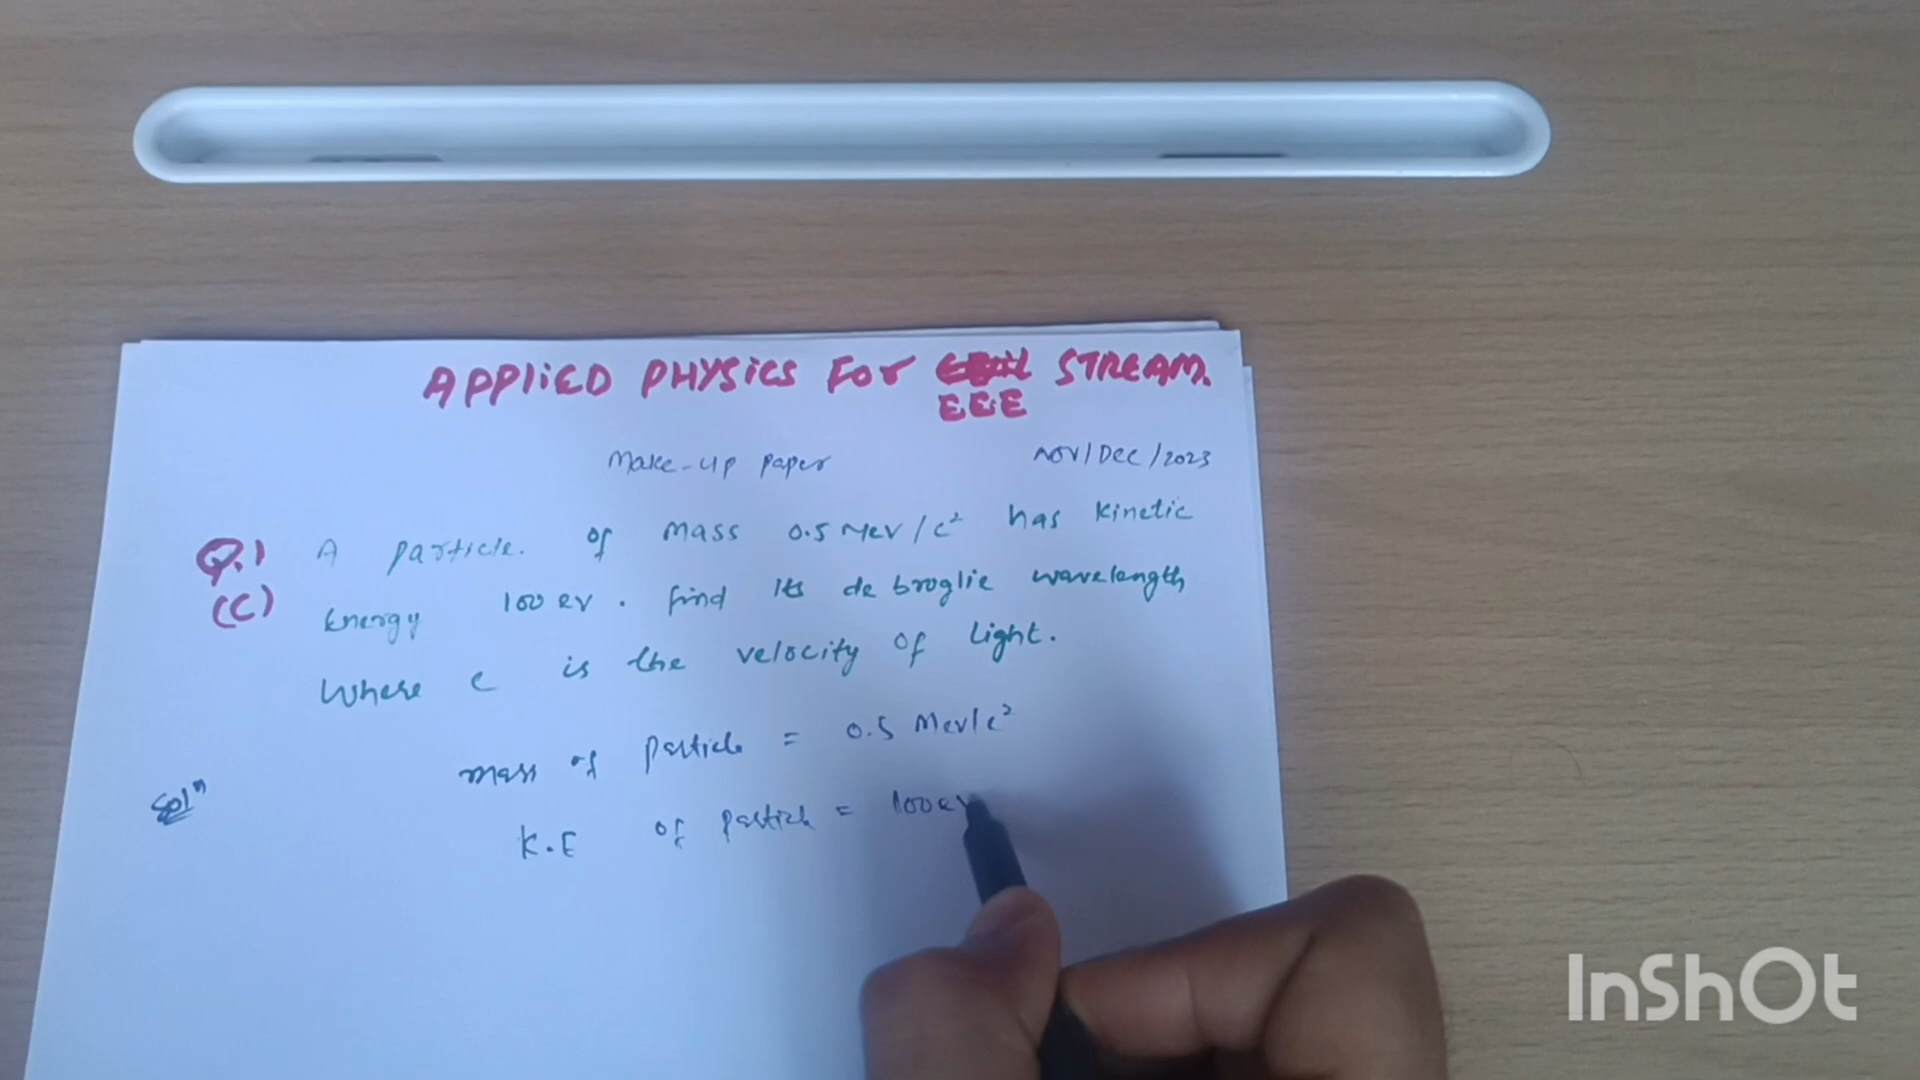 APPLIED PHYSICS FOR STREAM.
EEE
Make-up paper Nov/Dec/2023
Q.1 A particle. of mass 0.5 Mev/c² has kinetic
(C) Energy 100 ev. find its de broglie wavelength
Where c is the velocity of light.
Solⁿ mass of particle = 0.5 Mev/c²
K.E of particle = 100ev
InShOt